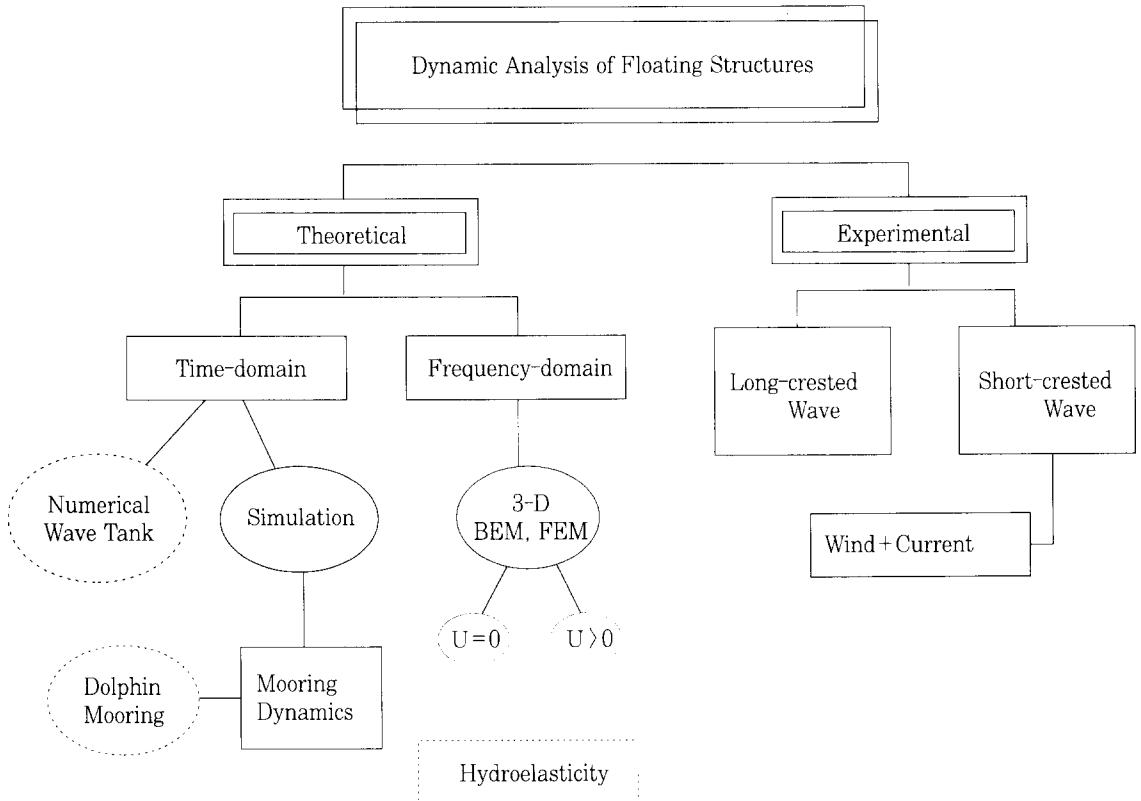 Dynamic Analysis of Floating Structures
Theoretical
Experimental
Time-domain
Frequency-domain
Long-crested
Wave
Short-crested
Wave
Numerical
Wave Tank
Simulation
3-D
BEM, FEM
Wind+Current
U=0
U>0
Dolphin
Mooring
Mooring
Dynamics
Hydroelasticity